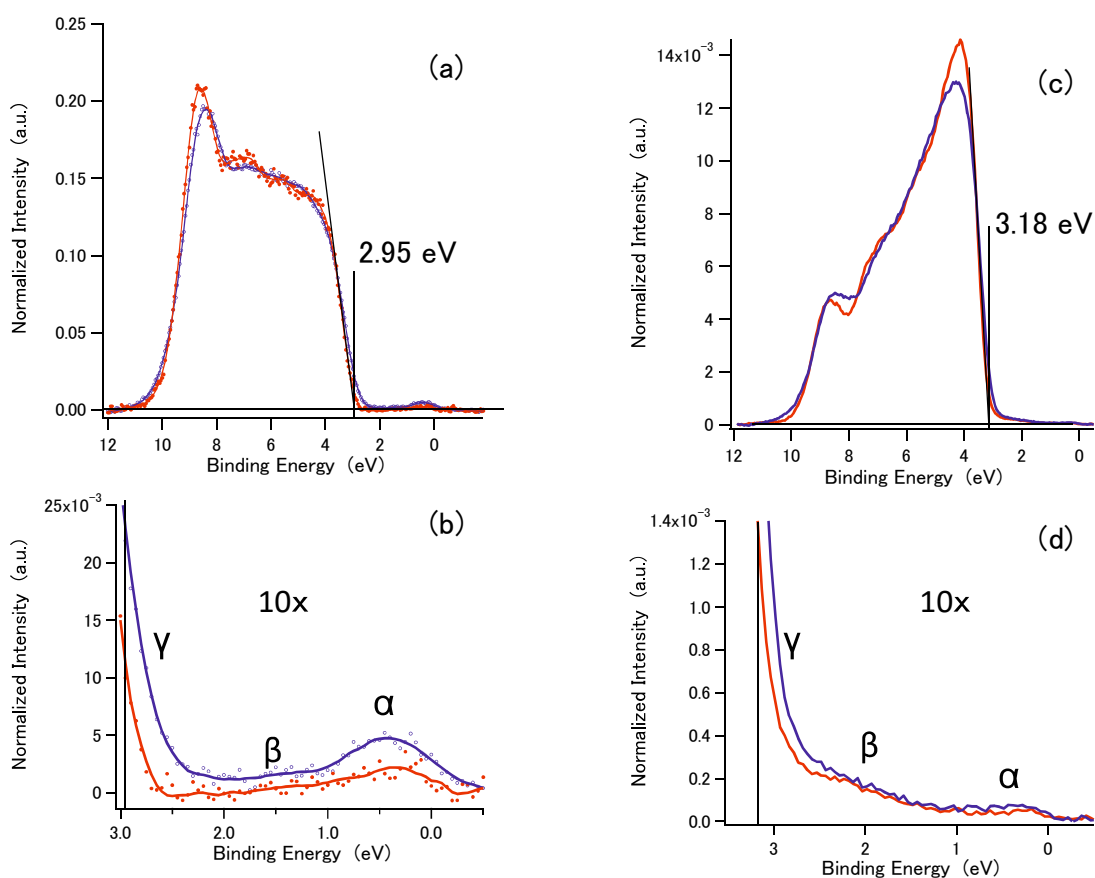 (a)
Normalized Intensity (a.u.)
0.25
0.20
0.15
0.10
0.05
0.00
2.95 eV
12 10 8 6 4 2 0
Binding Energy (eV)
(c)
Normalized Intensity (a.u.)
14x10⁻³
12
10
8
6
4
2
0
3.18 eV
12 10 8 6 4 2 0
Binding Energy (eV)
(b)
Normalized Intensity (a.u.)
25x10⁻³
20
15
10
5
0
10x
γ
β
α
3.0 2.0 1.0 0.0
Binding Energy (eV)
(d)
Normalized Intensity (a.u.)
1.4x10⁻³
1.2
1.0
0.8
0.6
0.4
0.2
0.0
10x
γ
β
α
3 2 1 0
Binding Energy (eV)